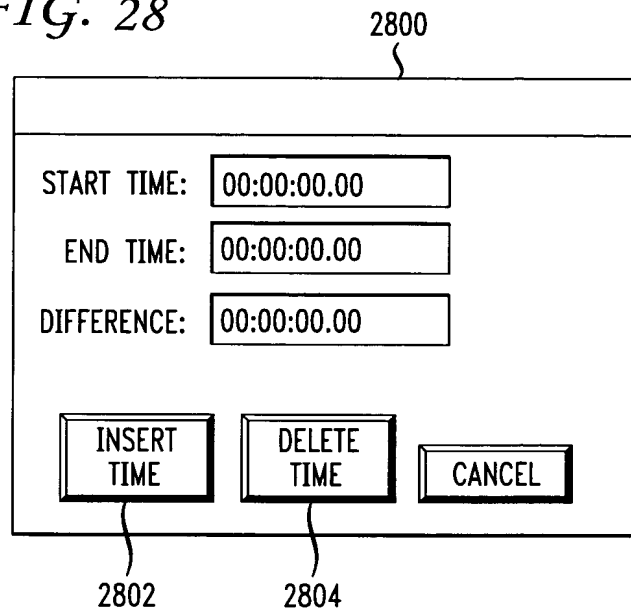 FIG. 28
2800
START TIME: 00:00:00.00
END TIME: 00:00:00.00
DIFFERENCE: 00:00:00.00
INSERT
TIME
DELETE
TIME
CANCEL
2802 2804